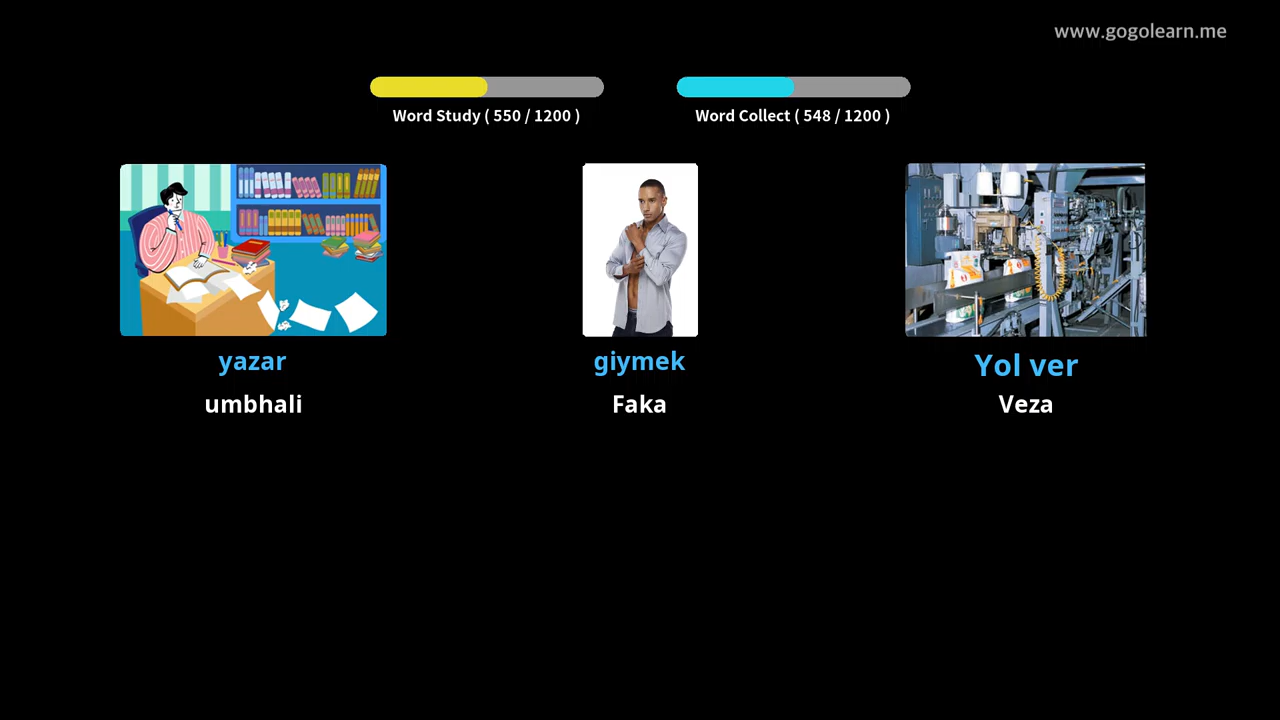 www.gogolearn.me
Word Study ( 550 / 1200 )
Word Collect ( 548 / 1200 )
yazar
giymek
Yol ver
umbhali
Faka
Veza